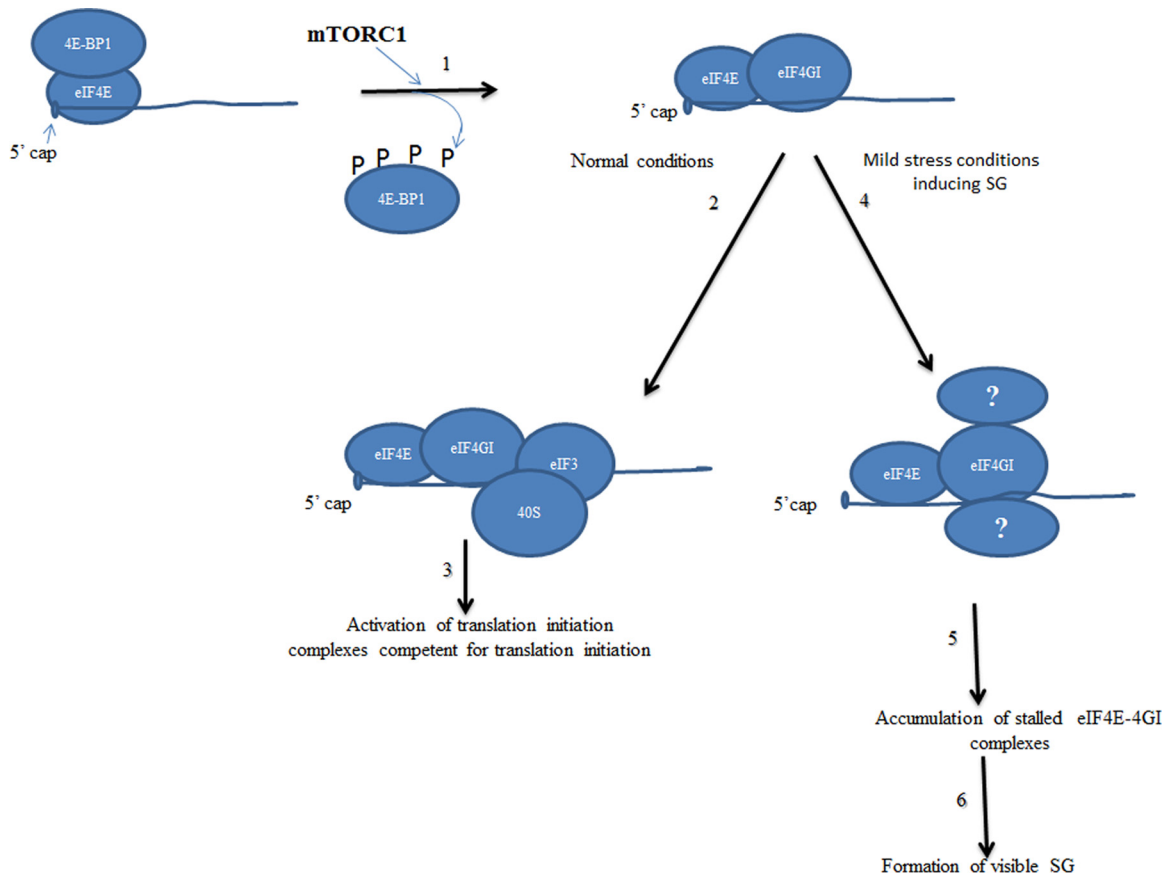 4E-BP1
eIF4E
5’ cap
mTORC1
1
P P P P
4E-BP1
eIF4E
eIF4GI
5’ cap
Normal conditions
2
Mild stress conditions
inducing SG
4
eIF4E
eIF4GI
eIF3
40S
5’ cap
3
Activation of translation initiation
complexes competent for translation initiation
?
eIF4E
eIF4GI
?
5’cap
5
Accumulation of stalled eIF4E-4GI
complexes
6
Formation of visible SG